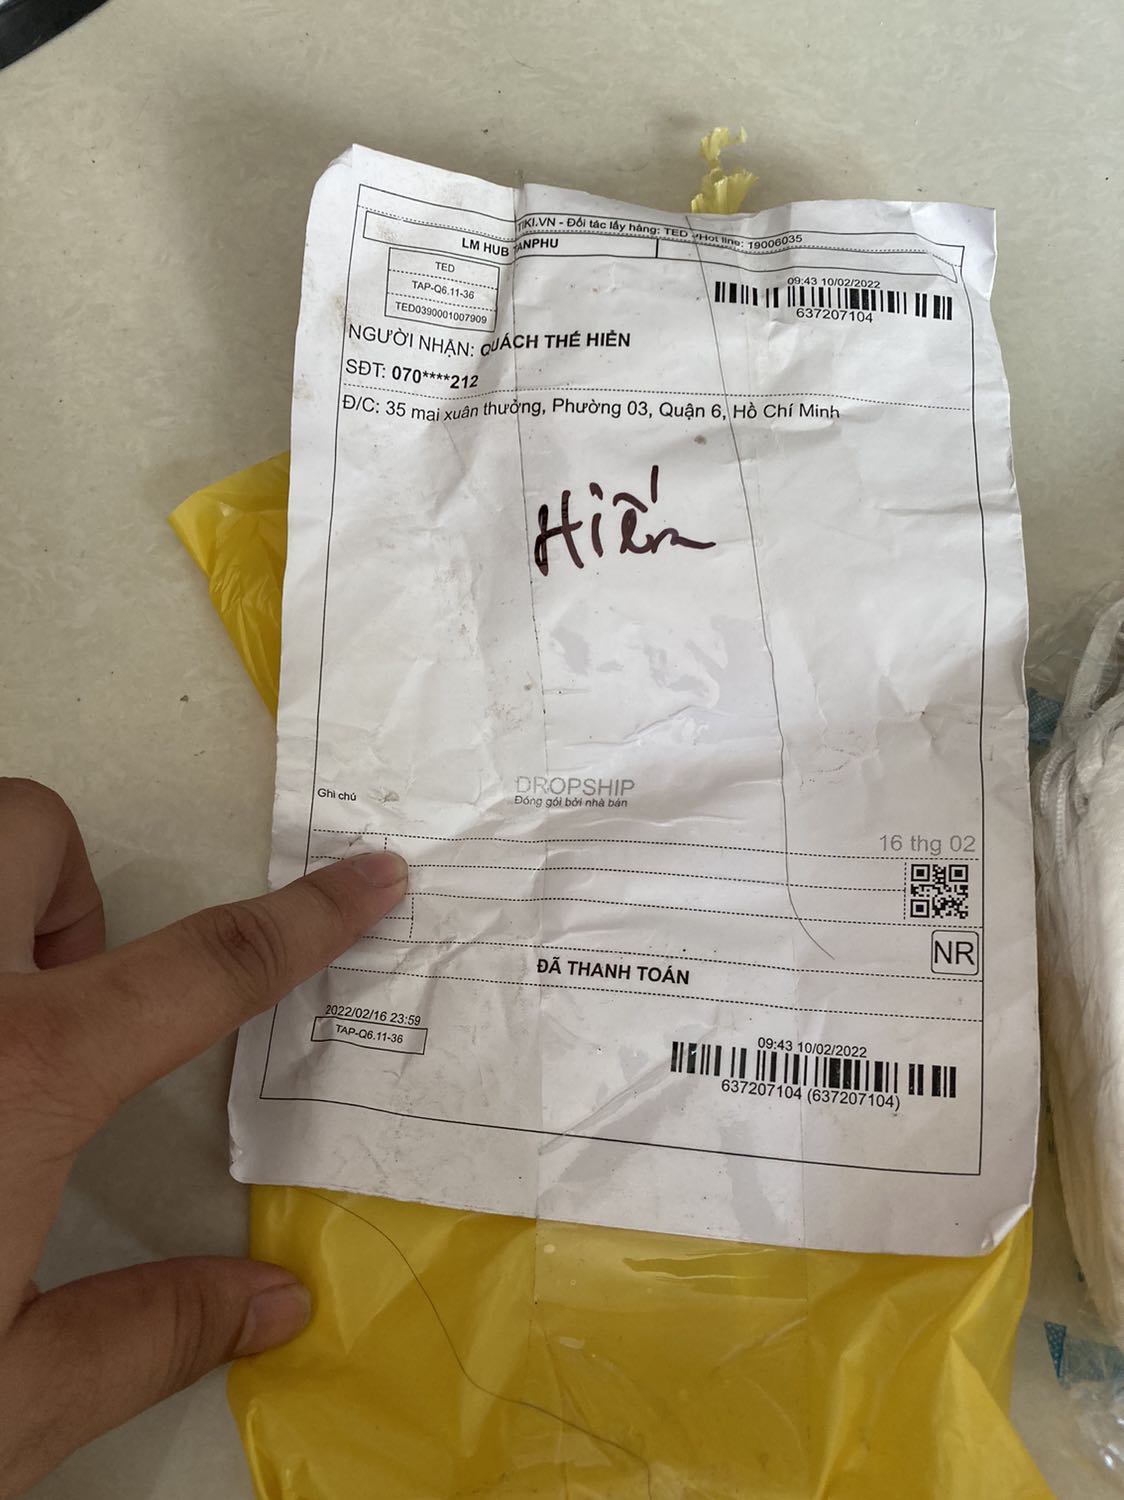 TIKI.VN - Đối tác lấy hàng: TED - Hot line: 19006035
LM HUB TANPHU
TED
TAP-Q6.11-36
TED0390001007909
09:43 10/02/2022
637207104
NGƯỜI NHẬN: QUÁCH THẾ HIỀN
SĐT: 070****212
Đ/C: 35 mai xuân thưởng, Phường 03, Quận 6, Hồ Chí Minh
Hiến
DROPSHIP
Ghi chú
Đóng gói bởi nhà bán
16 thg 02
NR
ĐÃ THANH TOÁN
2022/02/16 23:59
TAP-Q6.11-36
09:43 10/02/2022
637207104 (637207104)